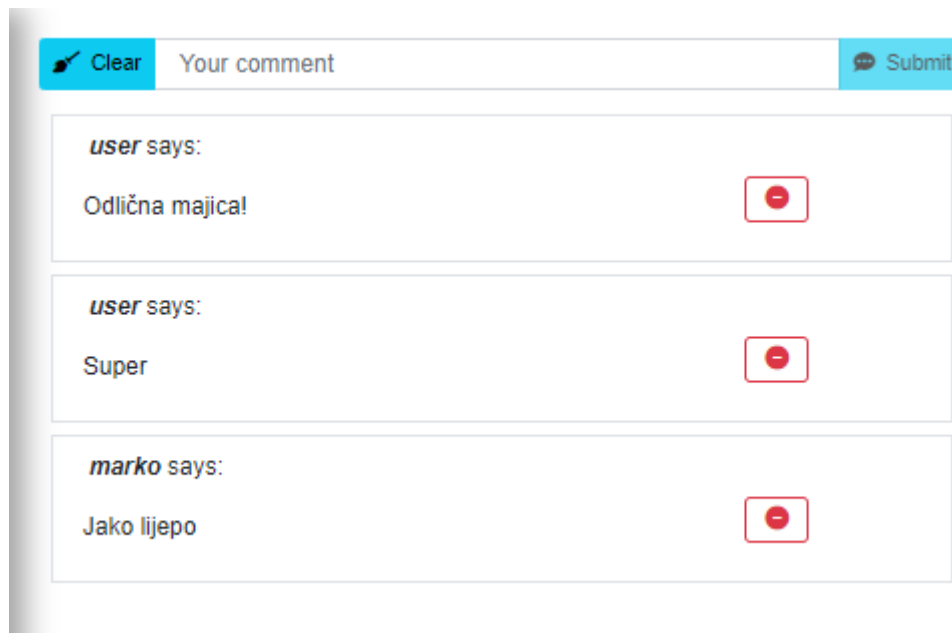 Clear Your comment Submit
user says:
Odlična majica!
user says:
Super
marko says:
Jako lijepo